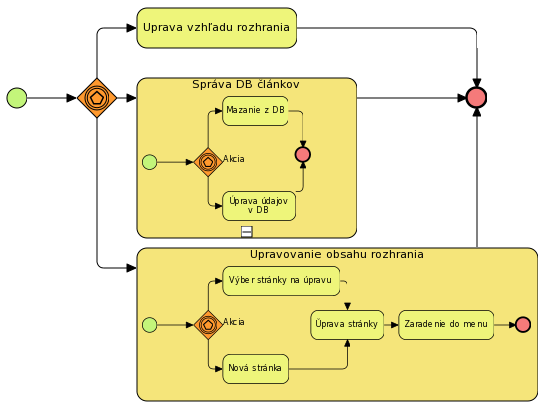 Uprava vzhľadu rozhrania
Správa DB článkov
Mazanie z DB
Akcia
Úprava údajov
v DB
Upravovanie obsahu rozhrania
Výber stránky na úpravu
Akcia
Úprava stránky
Zaradenie do menu
Nová stránka